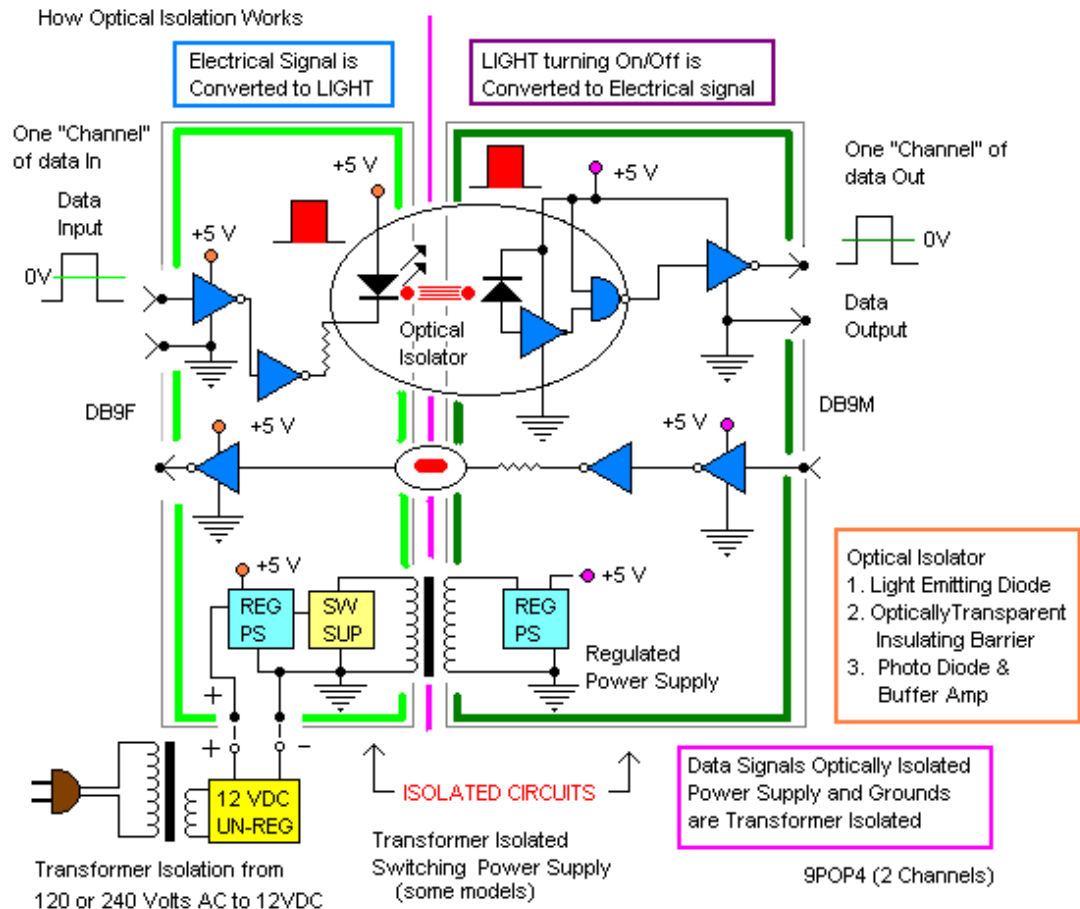 How Optical Isolation Works
Electrical Signal is
Converted to LIGHT
LIGHT turning On/Off is
Converted to Electrical signal
One "Channel"
of data In
Data
Input
0V
+5 V
+5 V
+5 V
One "Channel" of
data Out
0V
Optical
Isolator
Data
Output
DB9F
+5 V
+5 V
DB9M
+5 V
REG
PS
SW
SUP
+5 V
REG
PS
Regulated
Power Supply
Optical Isolator
1. Light Emitting Diode
2. OpticallyTransparent
Insulating Barrier
3. Photo Diode &
Buffer Amp
+
+
-
12 VDC
UN-REG
ISOLATED CIRCUITS
Data Signals Optically Isolated
Power Supply and Grounds
are Transformer Isolated
Transformer Isolation from
120 or 240 Volts AC to 12VDC
Transformer Isolated
Switching Power Supply
(some models)
9POP4 (2 Channels)